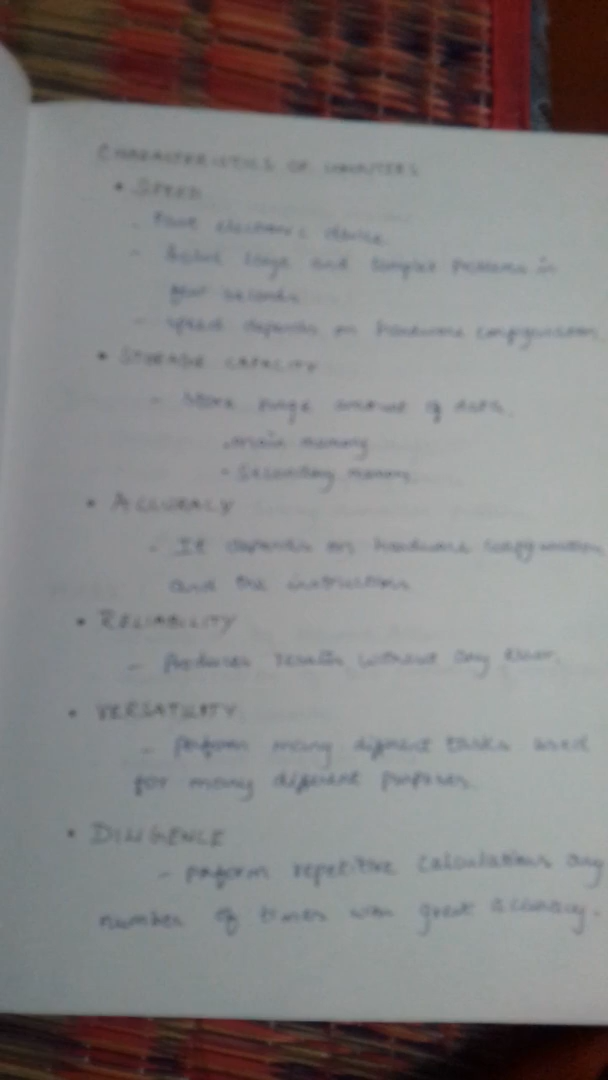 CHARACTERISTICS OF COMPUTERS
• SPEED
- Fast electronic device
- Solve large and complex problems in
few seconds
- speed depends on hardware configuration
• STORAGE CAPACITY
- Store huge amount of data.
. main memory
- Secondary memory
• ACCURACY
- It depends on hardware configuration
and the instructions
• RELIABILITY
- Produces results without any error.
• VERSATILITY
- Perform many different tasks used
for many different purposes.
• DILIGENCE
- perform repetitive calculations any
number of times with great accuracy.